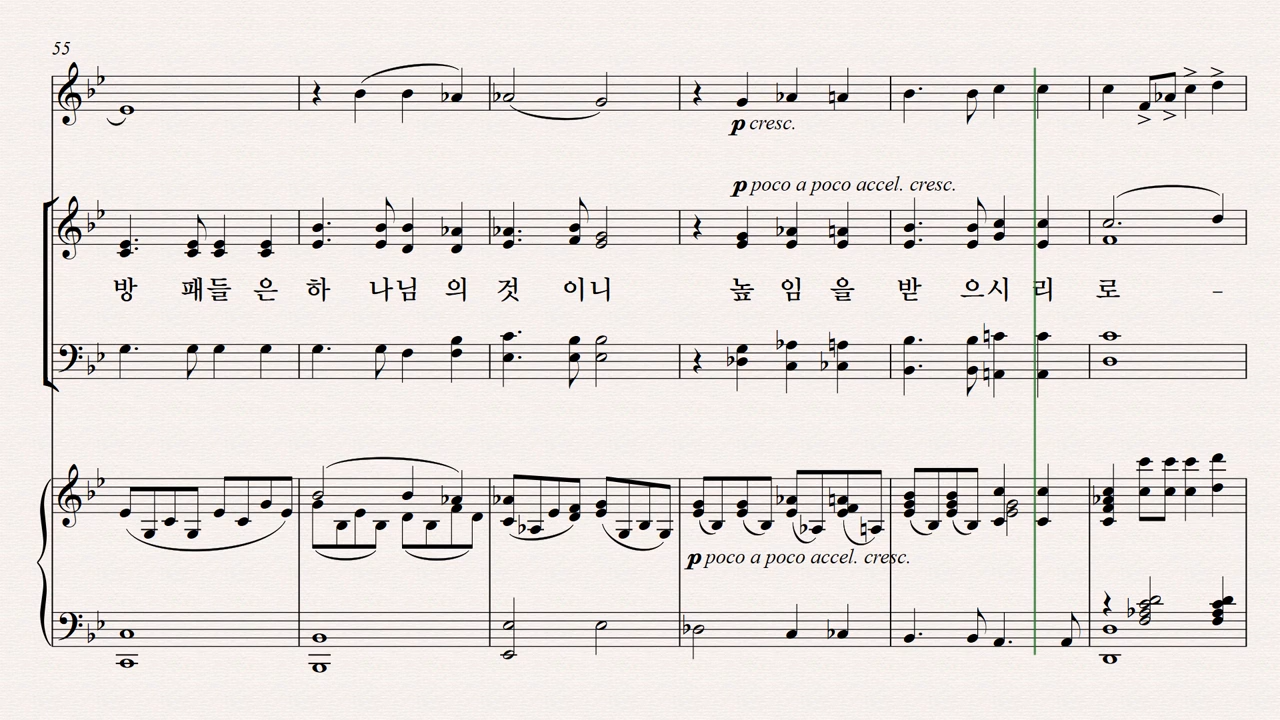 55
p cresc.
p poco a poco accel. cresc.
방 패들 은 하 나님 의 것 이니 높 임 을 받 으시 리 로 –
p poco a poco accel. cresc.